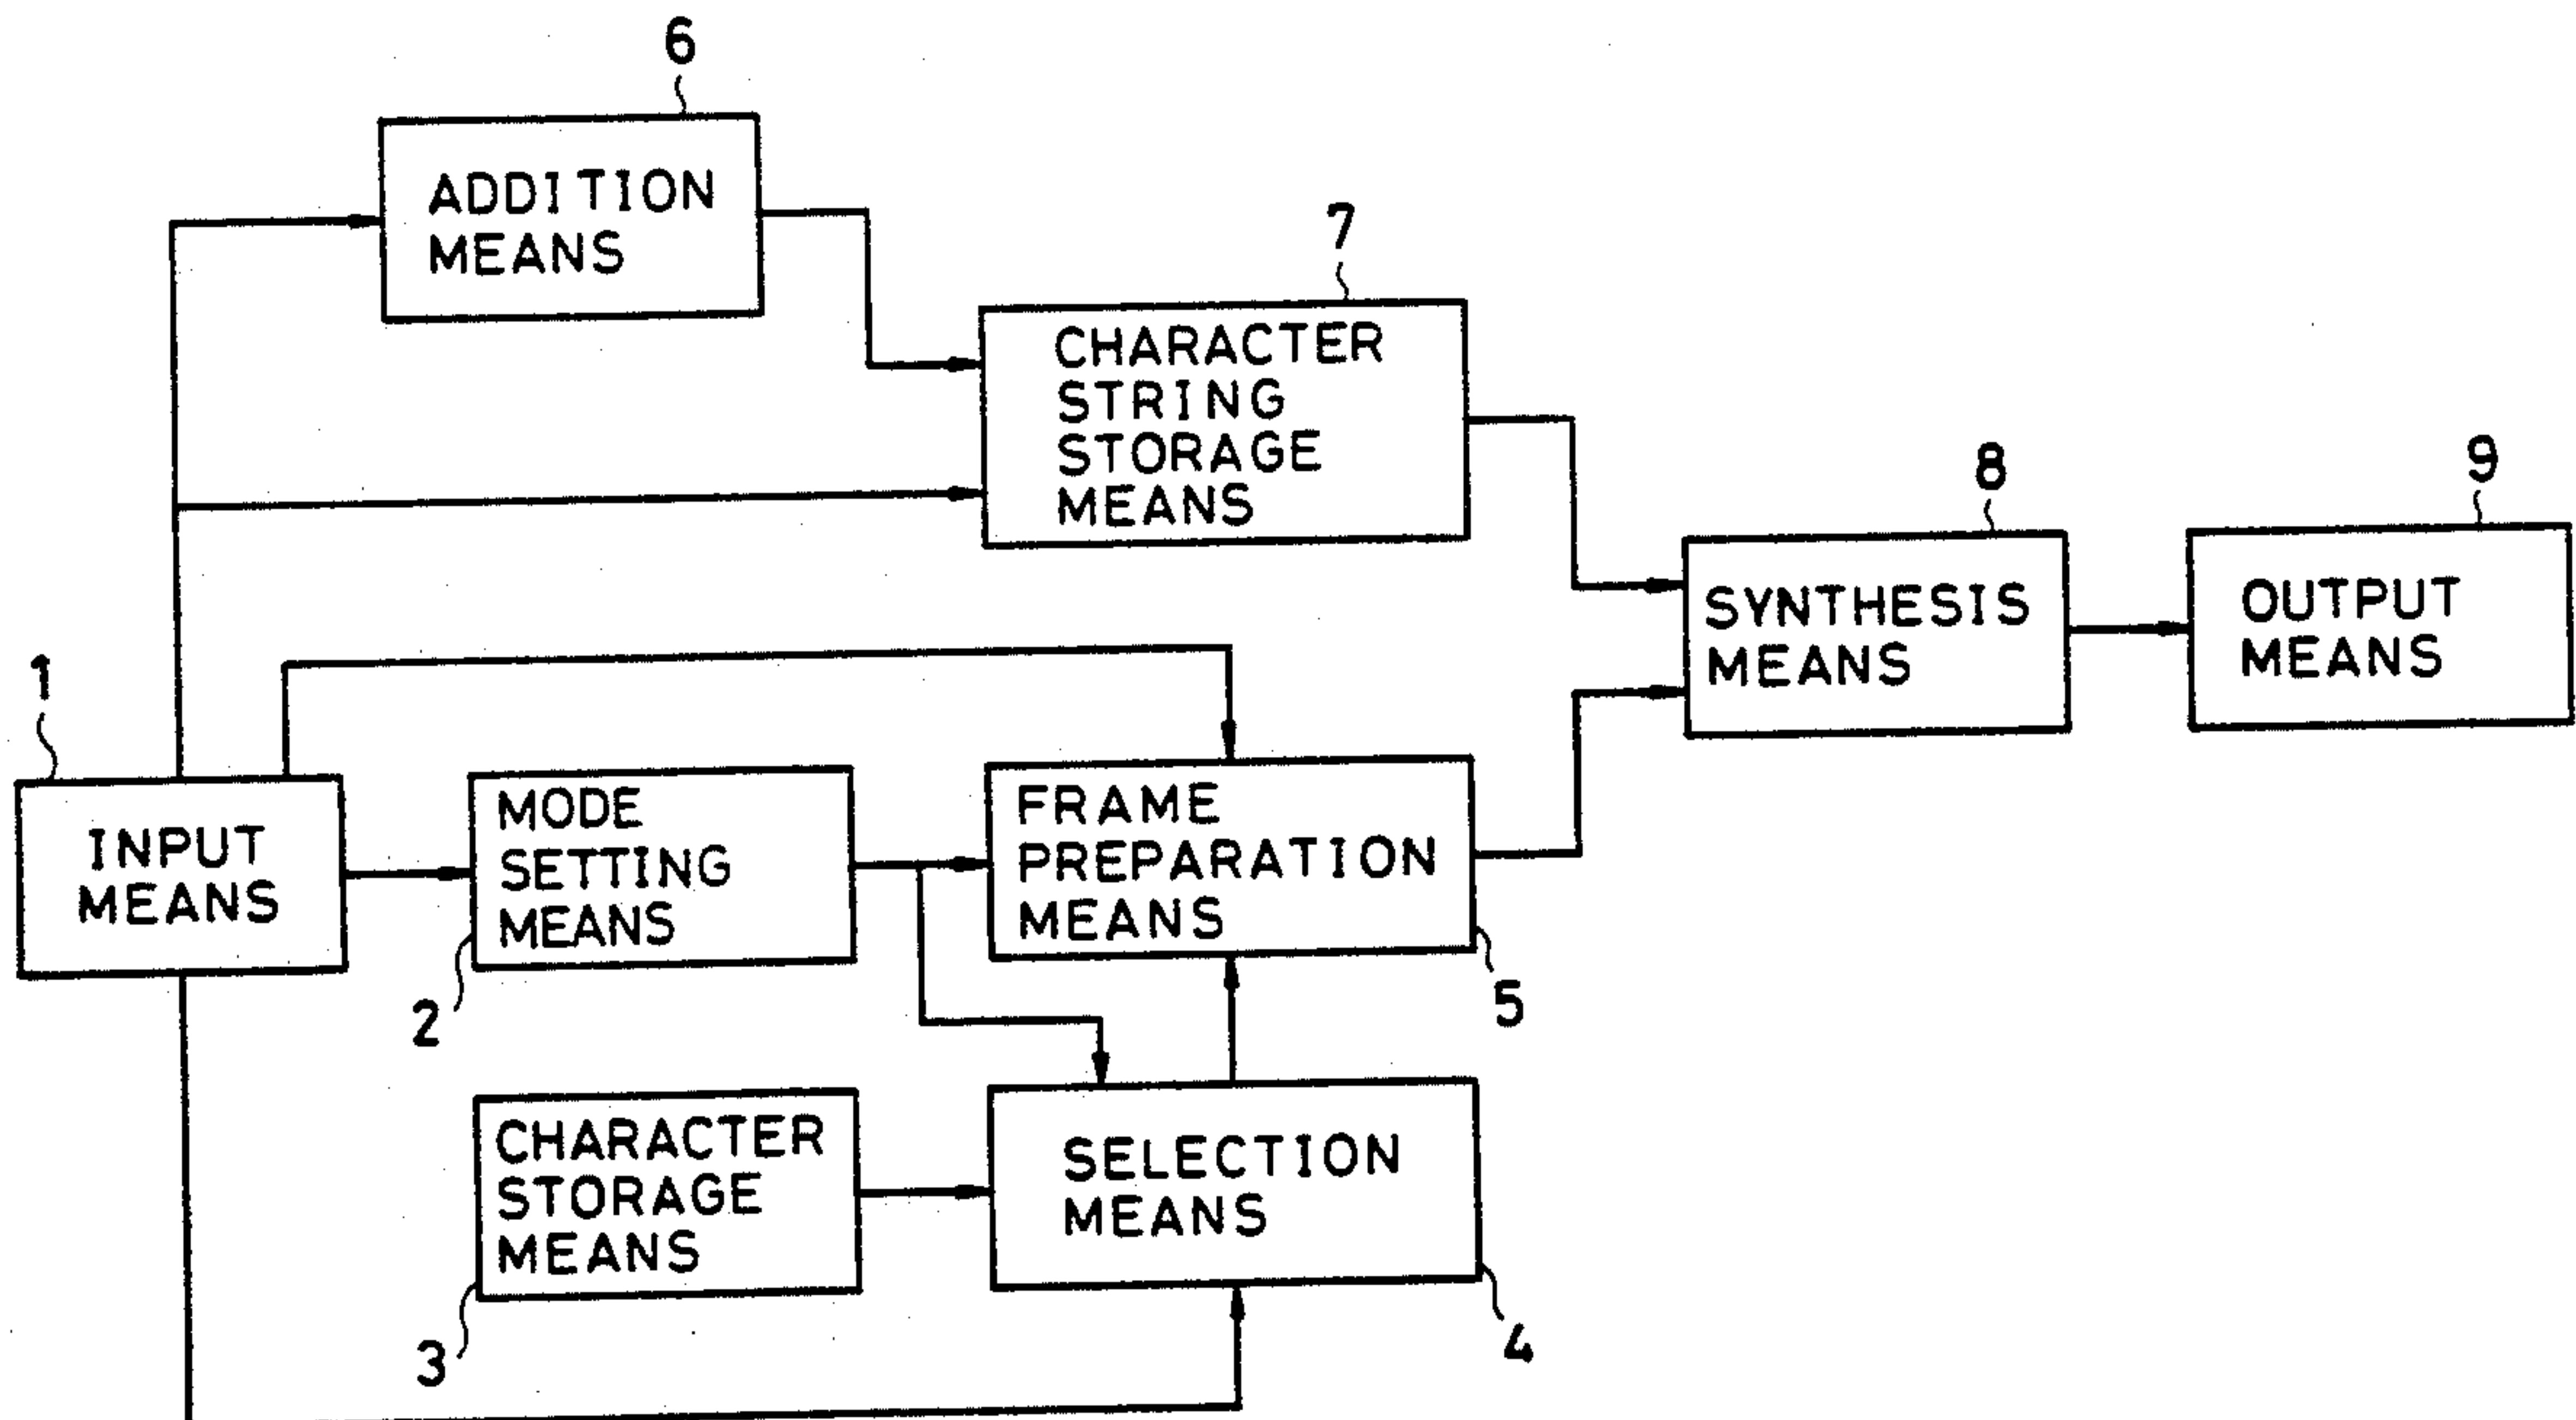 6
ADDITION
MEANS
7
CHARACTER
STRING
STORAGE
MEANS
8
SYNTHESIS
MEANS
9
OUTPUT
MEANS
1
INPUT
MEANS
MODE
SETTING
MEANS
2
FRAME
PREPARATION
MEANS
5
CHARACTER
STORAGE
MEANS
3
SELECTION
MEANS
4